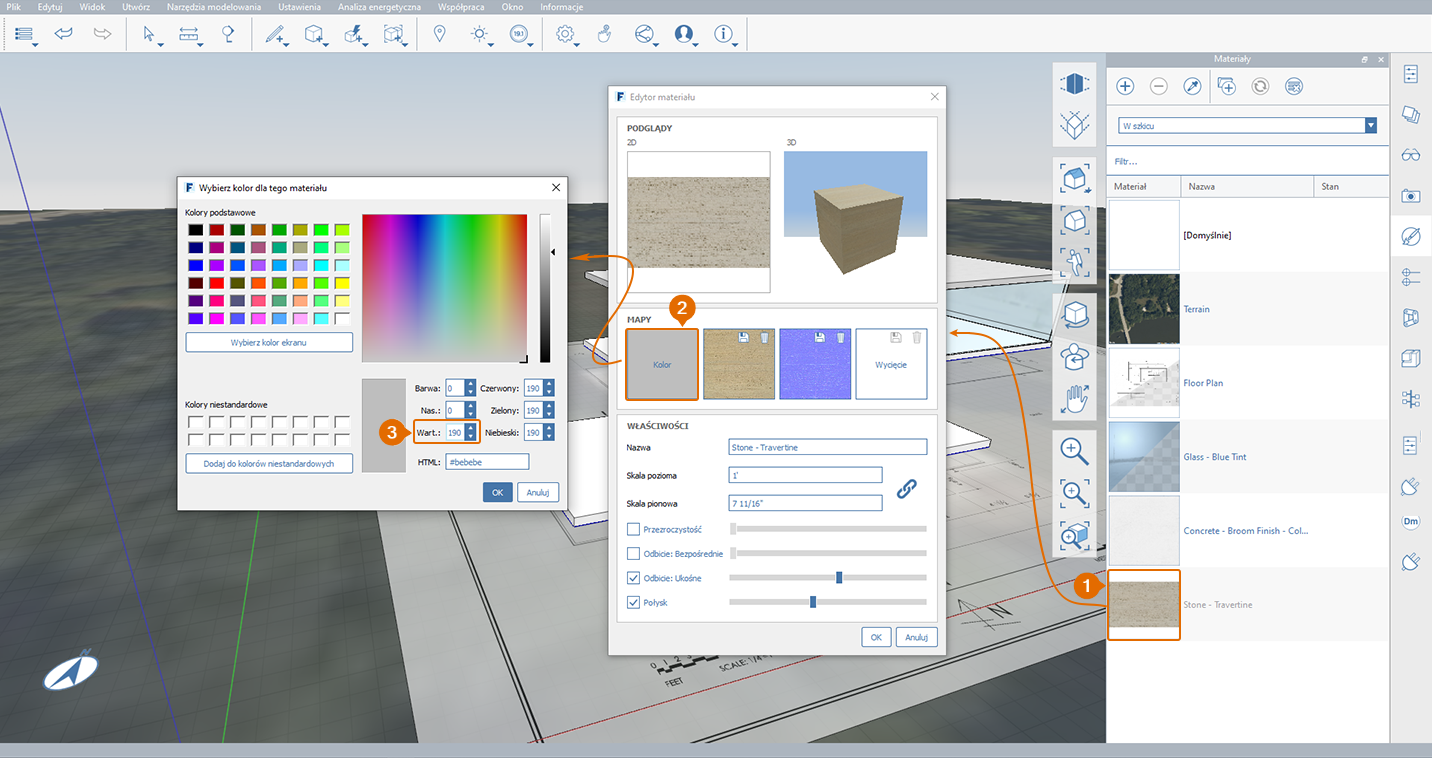 Plik Edytuj Widok Utwórz Narzędzia modelowania Ustawienia Analiza energetyczna Współpraca Okno Informacje
19.1
Materiały
W szkicu
Filtr...
Materiał Nazwa Stan
[Domyślnie]
Terrain
Floor Plan
Glass - Blue Tint
Concrete - Broom Finish - Col...
1
Stone - Travertine
Dm
F Edytor materiału
PODGLĄDY
2D 3D
MAPY
2
Kolor
Wycięcie
WŁAŚCIWOŚCI
Nazwa Stone - Travertine
Skala pozioma 1'
Skala pionowa 7 11/16"
Przezroczystość
Odbicie: Bezpośrednie
Odbicie: Ukośne
Połysk
OK Anuluj
F Wybierz kolor dla tego materiału
Kolory podstawowe
Wybierz kolor ekranu
Kolory niestandardowe
Dodaj do kolorów niestandardowych
Barwa: 0 Czerwony: 190
Nas.: 0 Zielony: 190
3 Wart.: 190 Niebieski: 190
HTML: #bebebe
OK Anuluj
N
N
0 1 2 3
FEET